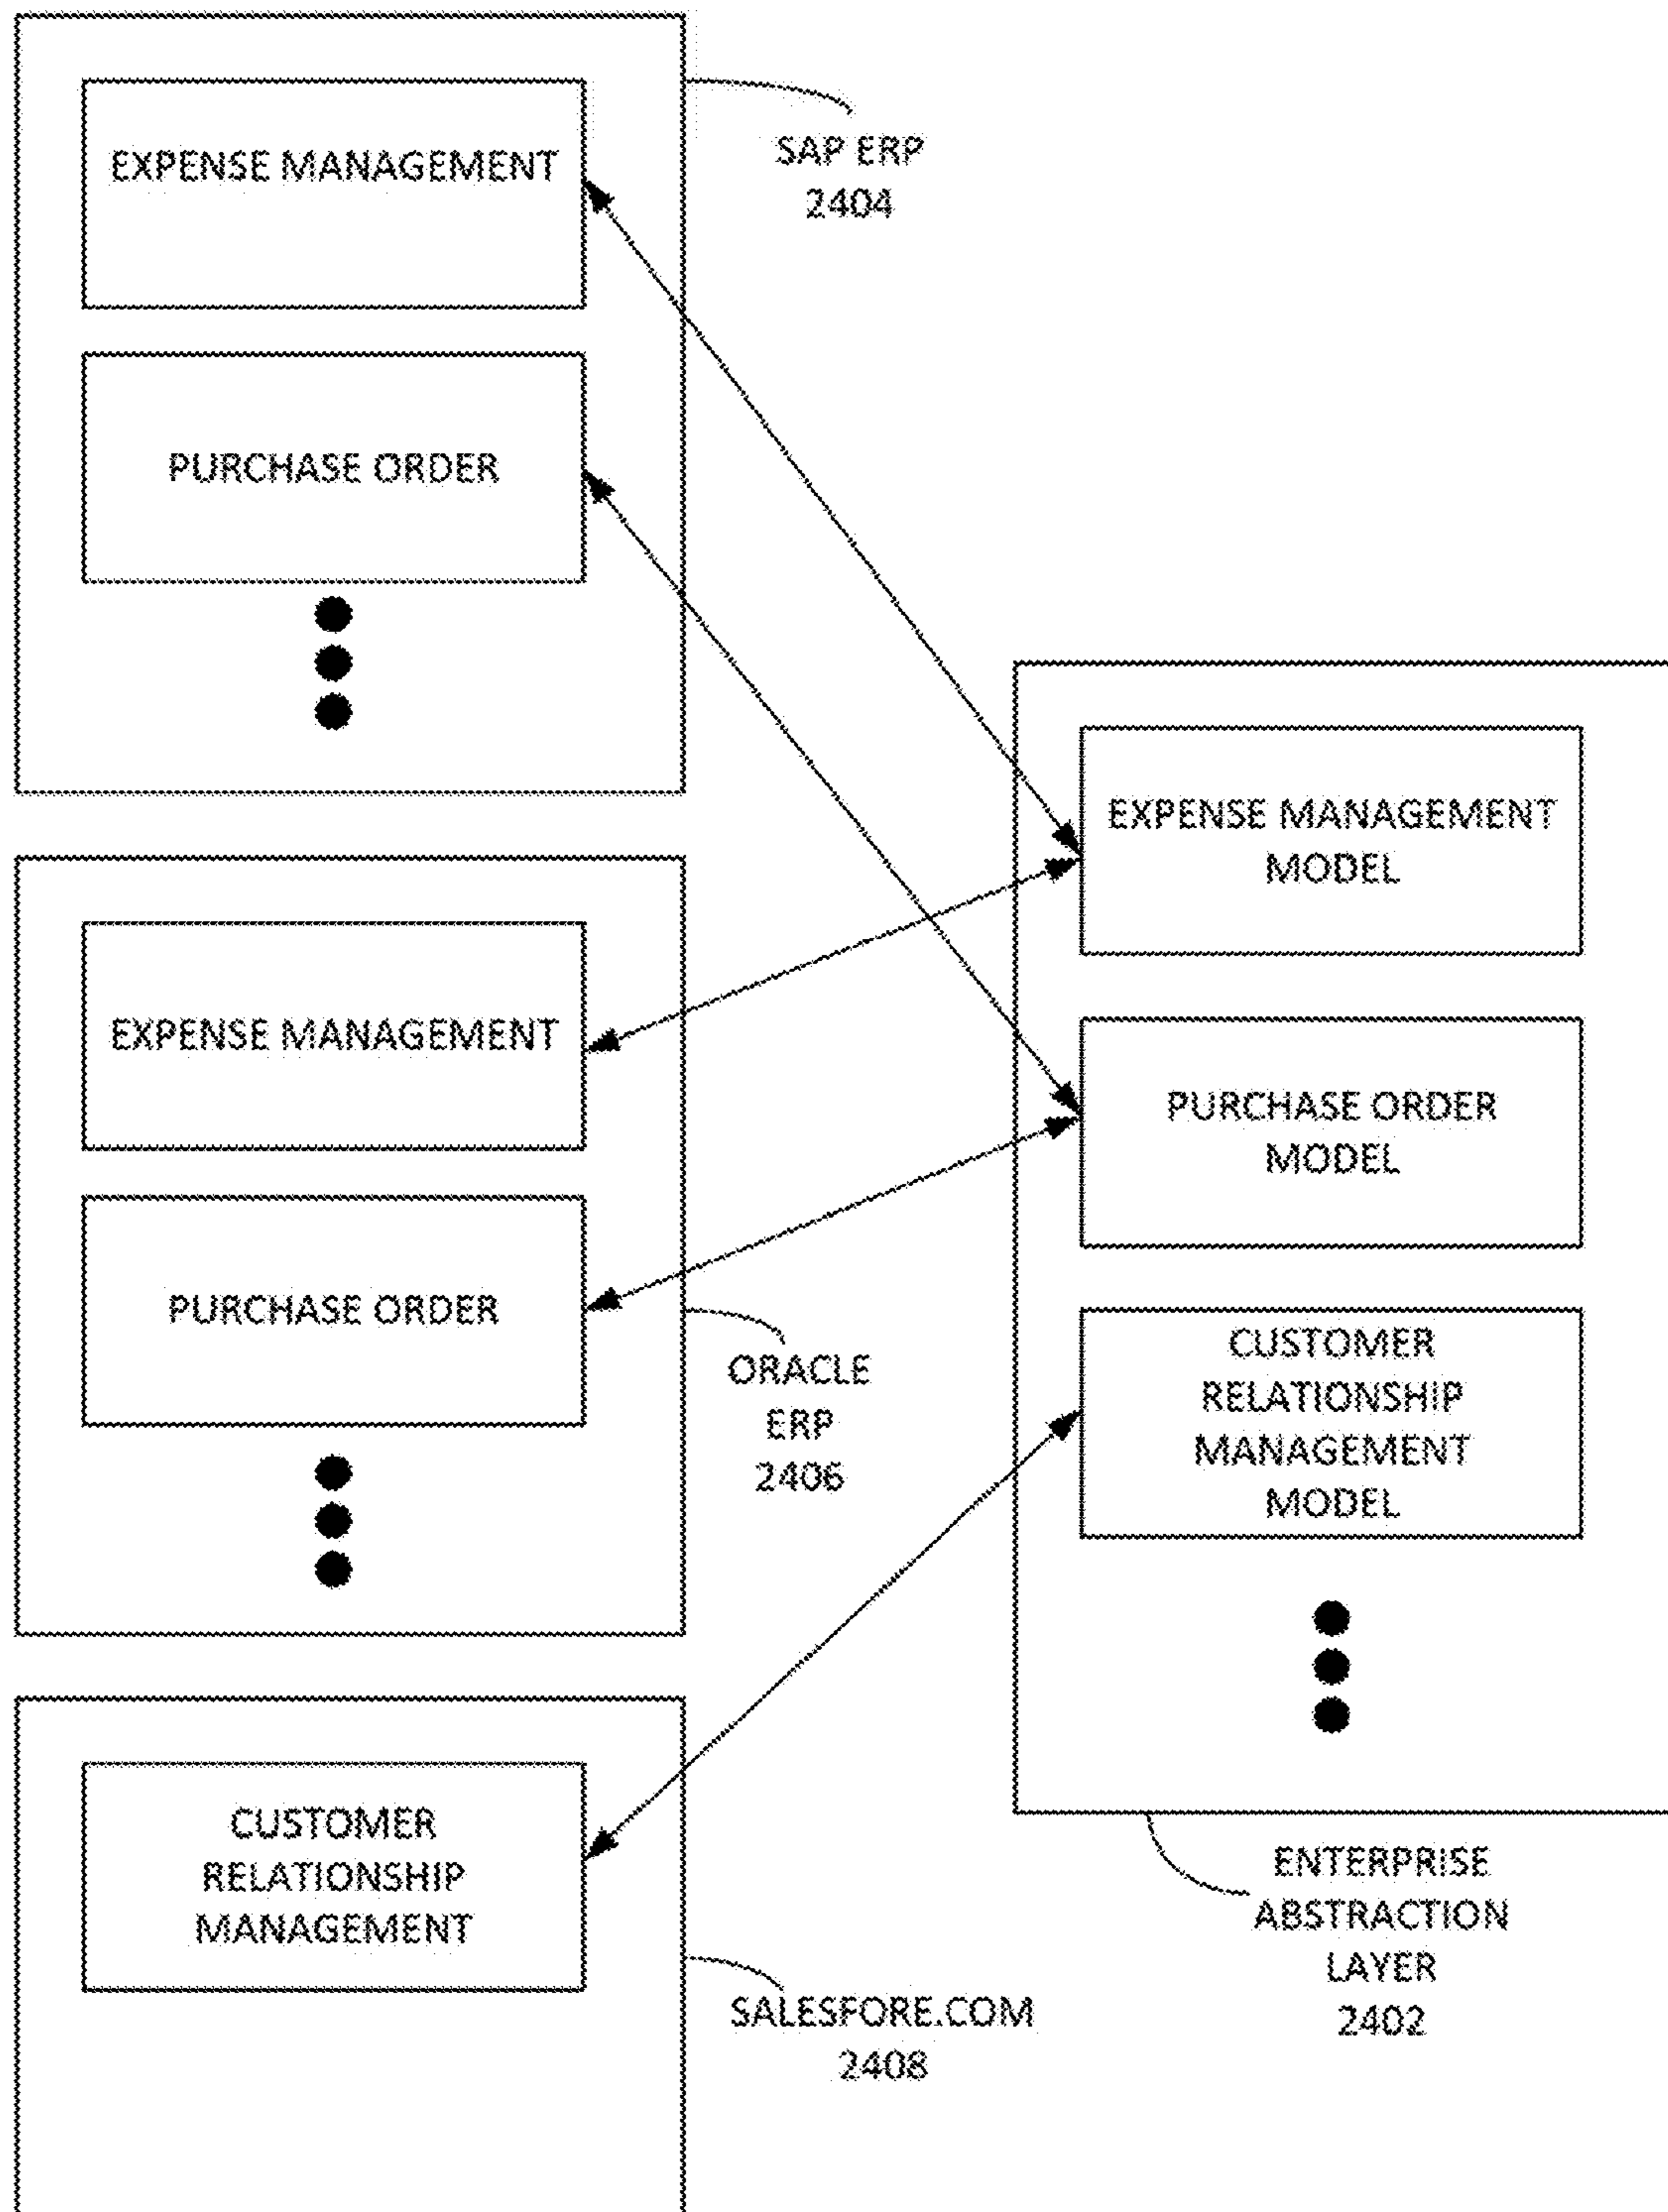 EXPENSE MANAGEMENT
SAP ERP
2404
PURCHASE ORDER
EXPENSE MANAGEMENT
PURCHASE ORDER
ORACLE
ERP
2406
CUSTOMER
RELATIONSHIP
MANAGEMENT
SALESFORE.COM
2408
EXPENSE MANAGEMENT
MODEL
PURCHASE ORDER
MODEL
CUSTOMER
RELATIONSHIP
MANAGEMENT
MODEL
ENTERPRISE
ABSTRACTION
LAYER
2402